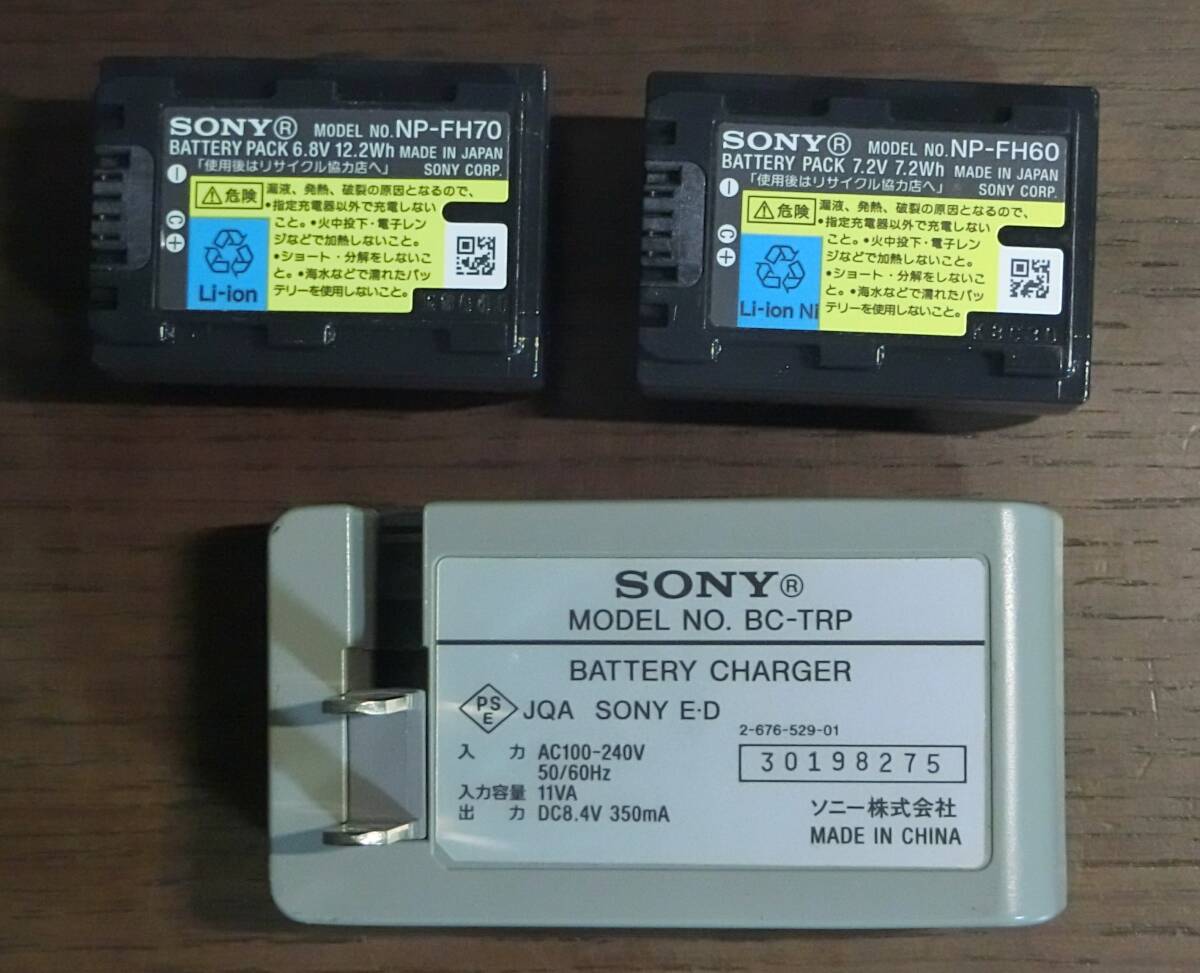 SONY® MODEL NO.NP-FH70
BATTERY PACK 6.8V 12.2Wh MADE IN JAPAN
「使用後はリサイクル協力店へ」 SONY CORP.
危険
漏液、発熱、破裂の原因となるので、
•指定充電器以外で充電しない
こと。•火中投下・電子レン
ジなどで加熱しないこと。
•ショート・分解をしないこ
と。•海水などで濡れたバッ
テリーを使用しないこと。
Li-ion
C
SONY® MODEL NO.NP-FH60
BATTERY PACK 7.2V 7.2Wh MADE IN JAPAN
「使用後はリサイクル協力店へ」 SONY CORP.
危険
漏液、発熱、破裂の原因となるので、
•指定充電器以外で充電しない
こと。•火中投下・電子レン
ジなどで加熱しないこと。
•ショート・分解をしないこ
と。•海水などで濡れたバッ
テリーを使用しないこと。
Li-ion Ni
C
SONY®
MODEL NO. BC-TRP
BATTERY CHARGER
PS
E
JQA SONY E·D
2-676-529-01
30198275
入 力 AC100-240V
50/60Hz
入力容量 11VA
出 力 DC8.4V 350mA
ソニー株式会社
MADE IN CHINA